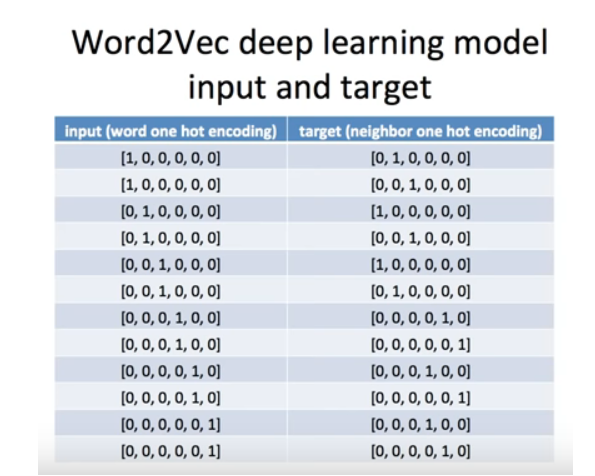 Word2Vec deep learning model
input and target
input (word one hot encoding) target (neighbor one hot encoding)
[1, 0, 0, 0, 0, 0] [0, 1, 0, 0, 0, 0]
[1, 0, 0, 0, 0, 0] [0, 0, 1, 0, 0, 0]
[0, 1, 0, 0, 0, 0] [1, 0, 0, 0, 0, 0]
[0, 1, 0, 0, 0, 0] [0, 0, 1, 0, 0, 0]
[0, 0, 1, 0, 0, 0] [1, 0, 0, 0, 0, 0]
[0, 0, 1, 0, 0, 0] [0, 1, 0, 0, 0, 0]
[0, 0, 0, 1, 0, 0] [0, 0, 0, 0, 1, 0]
[0, 0, 0, 1, 0, 0] [0, 0, 0, 0, 0, 1]
[0, 0, 0, 0, 1, 0] [0, 0, 0, 1, 0, 0]
[0, 0, 0, 0, 1, 0] [0, 0, 0, 0, 0, 1]
[0, 0, 0, 0, 0, 1] [0, 0, 0, 1, 0, 0]
[0, 0, 0, 0, 0, 1] [0, 0, 0, 0, 1, 0]